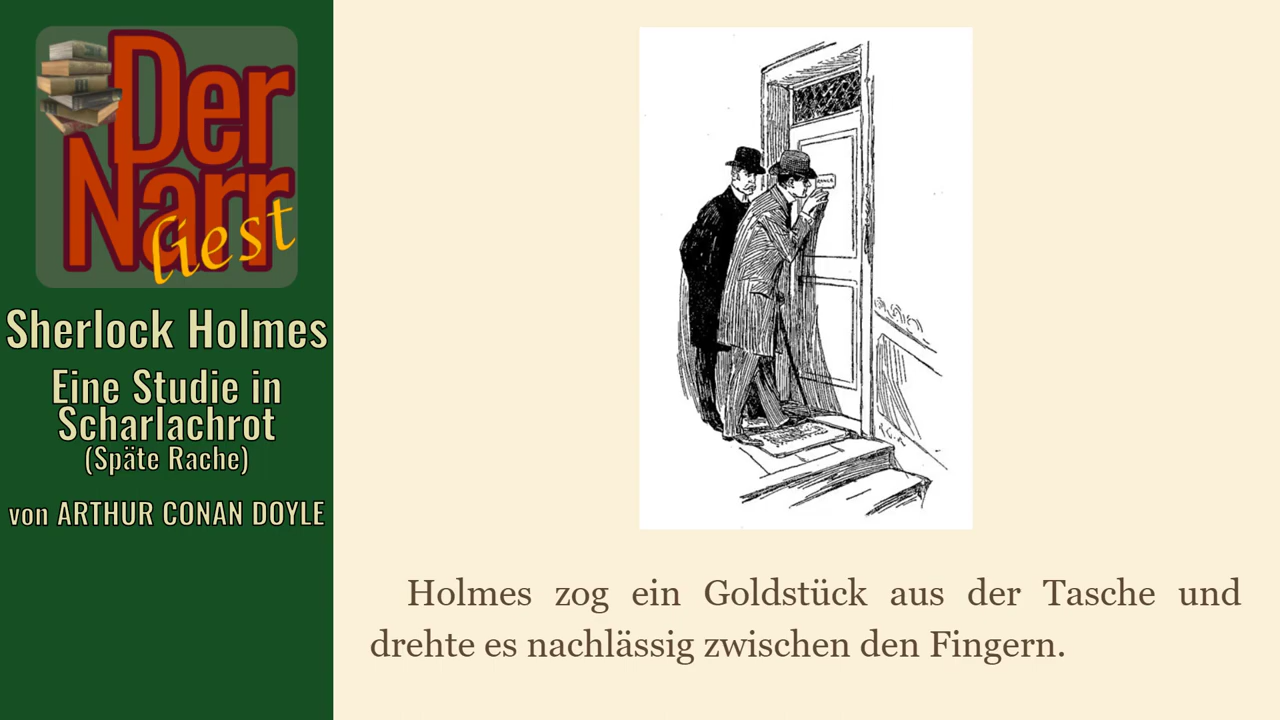 Der
Narr
liest
Sherlock Holmes
Eine Studie in
Scharlachrot
(Späte Rache)
von ARTHUR CONAN DOYLE
Holmes zog ein Goldstück aus der Tasche und
drehte es nachlässig zwischen den Fingern.